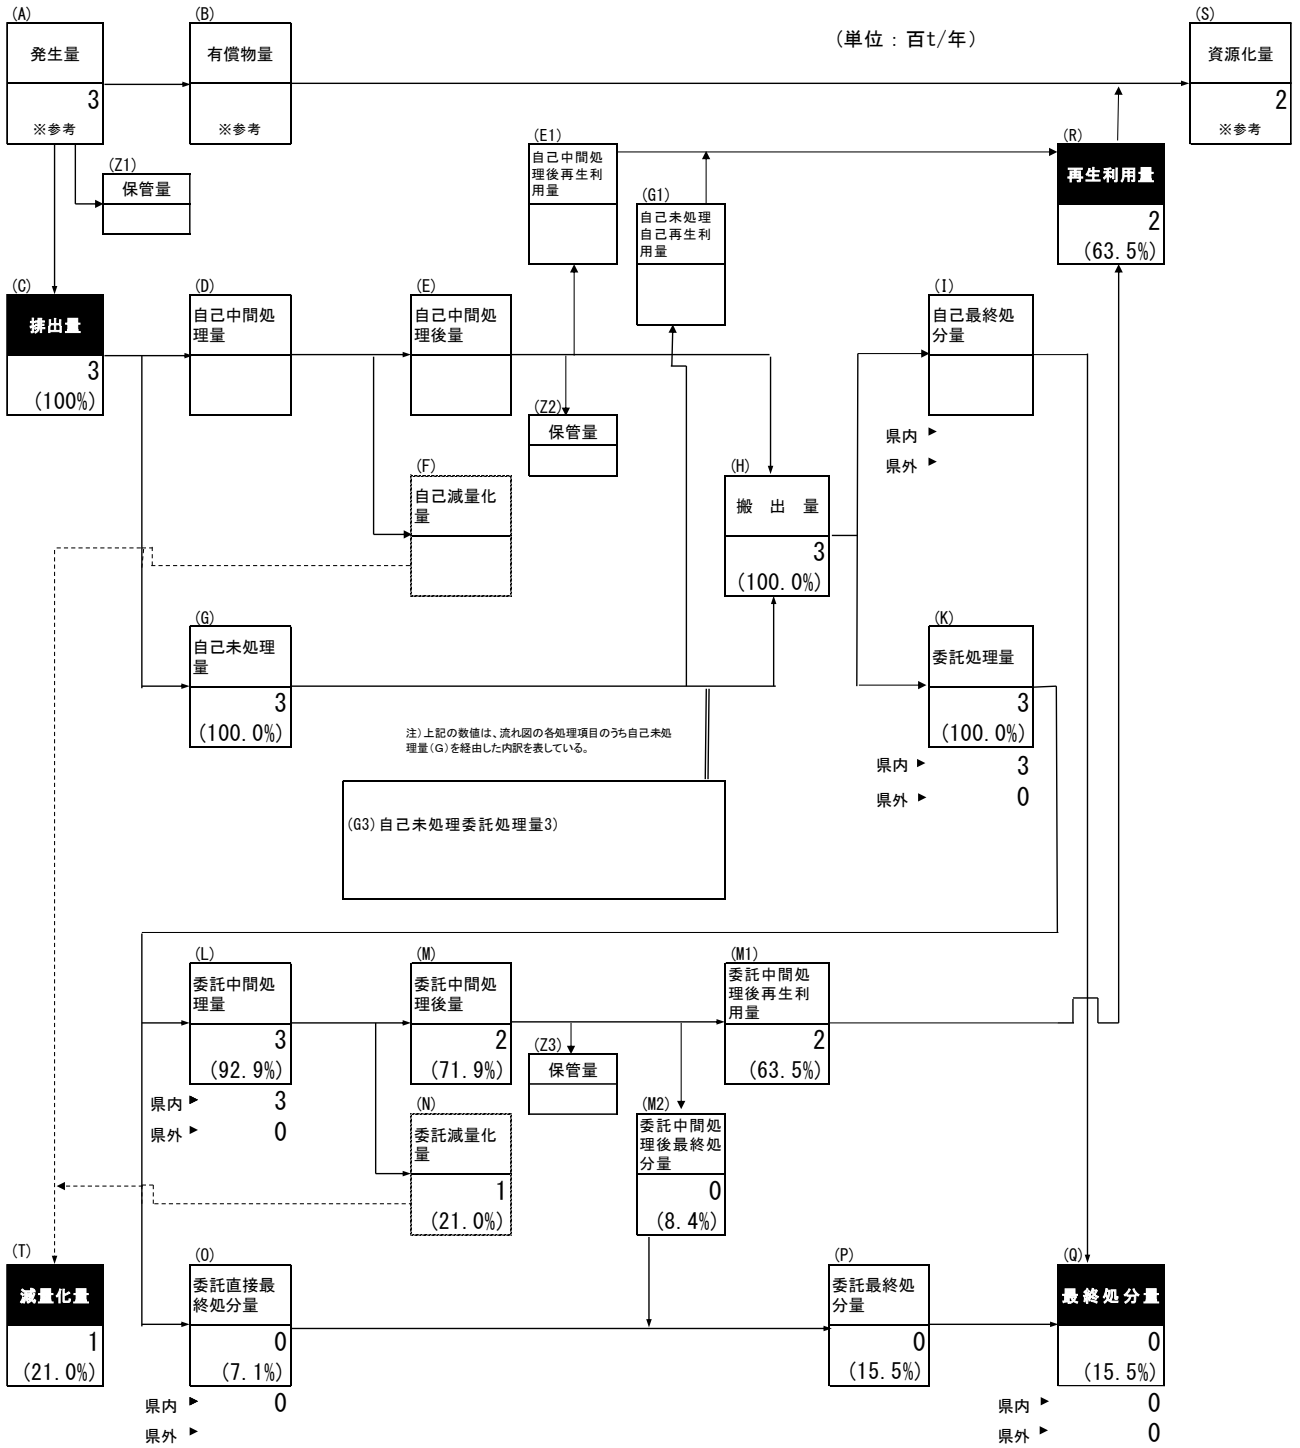 (A)
発生量
3
※参考
(B)
有償物量
※参考
(単位:百t/年)
(S)
資源化量
2
※参考
(Z1)
保管量
(E1)
自己中間処
理後再生利
用量
(G1)
自己未処理
自己再生利
用量
(R)
再生利用量
2
(63.5%)
(C)
排出量
3
(100%)
(D)
自己中間処
理量
(E)
自己中間処
理後量
(Z2)
保管量
(I)
自己最終処
分量
県内
県外
(F)
自己減量化
量
(H)
搬 出 量
3
(100.0%)
(G)
自己未処理
量
3
(100.0%)
(K)
委託処理量
3
(100.0%)
県内 3
県外 0
注)上記の数値は、流れ図の各処理項目のうち自己未処
理量(G)を経由した内訳を表している。
(G3)自己未処理委託処理量3)
(L)
委託中間処
理量
3
(92.9%)
県内 3
県外 0
(M)
委託中間処
理後量
2
(71.9%)
(Z3)
保管量
(M1)
委託中間処
理後再生利
用量
2
(63.5%)
(N)
委託減量化
量
1
(21.0%)
(M2)
委託中間処
理後最終処
分量
0
(8.4%)
(T)
減量化量
1
(21.0%)
(O)
委託直接最
終処分量
0
(7.1%)
県内 0
県外
(P)
委託最終処
分量
0
(15.5%)
(Q)
最終処分量
0
(15.5%)
県内 0
県外 0